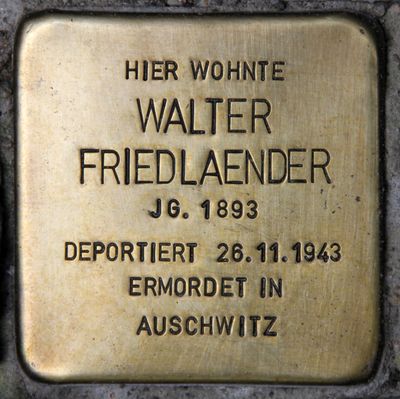 HIER WOHNTE
WALTER
FRIEDLAENDER
JG. 1893
DEPORTIERT 26.11.1943
ERMORDET IN
AUSCHWITZ